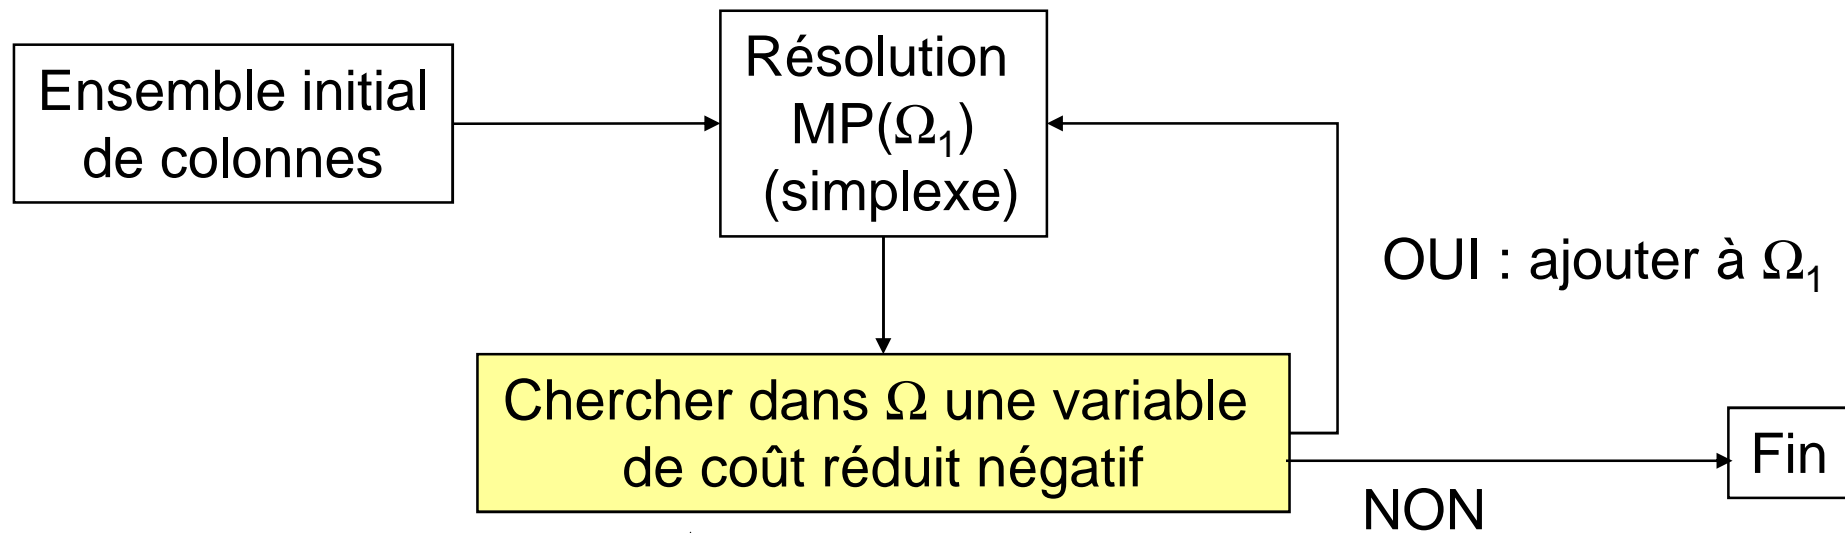 Ensemble initial
de colonnes
Résolution
MP(Ω₁)
(simplexe)
OUI : ajouter à Ω₁
Chercher dans Ω une variable
de coût réduit négatif
Fin
NON